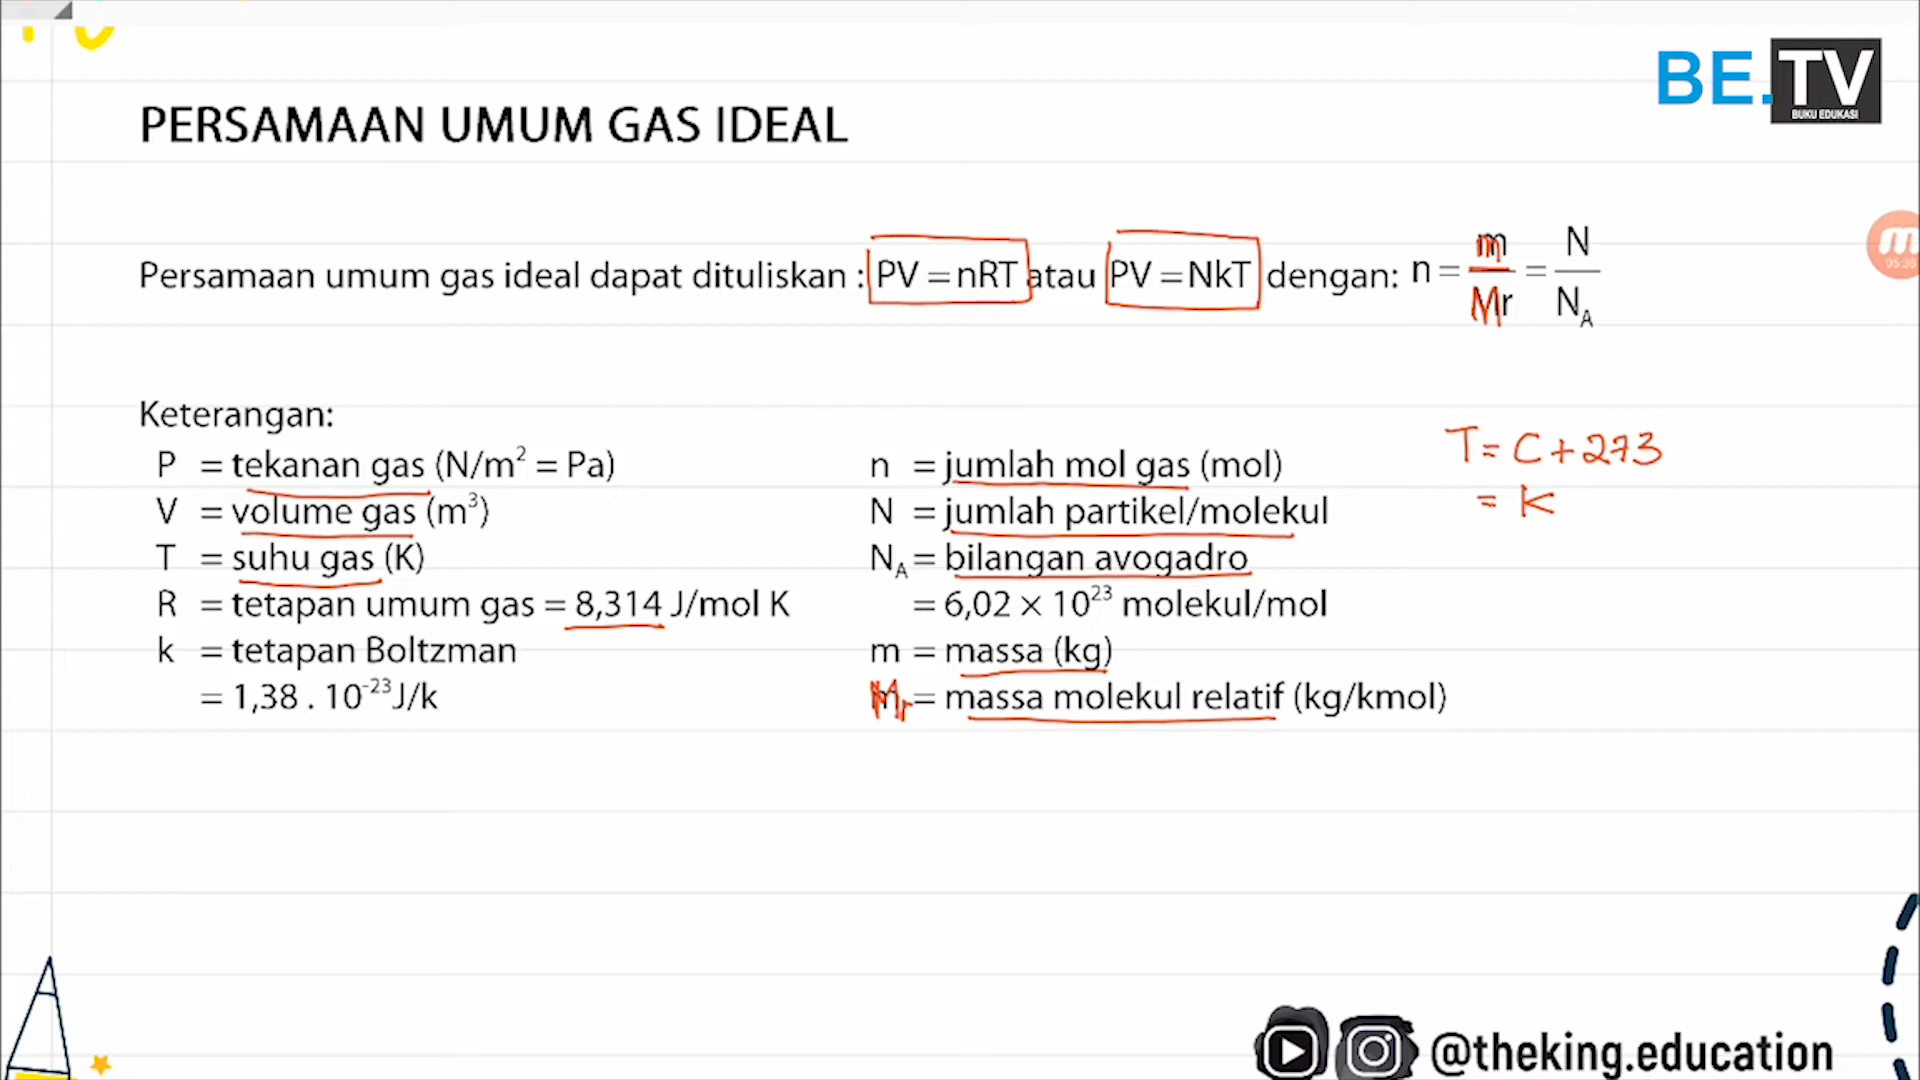 BE.TV
BUKU EDUKASI
PERSAMAAN UMUM GAS IDEAL
Persamaan umum gas ideal dapat dituliskan : PV = nRT atau PV = NkT dengan: n = m/Mr = N/N_A
05:38
Keterangan:
P = tekanan gas (N/m² = Pa)
V = volume gas (m³)
T = suhu gas (K)
R = tetapan umum gas = 8,314 J/mol K
k = tetapan Boltzman
= 1,38 . 10⁻²³J/k
n = jumlah mol gas (mol)
N = jumlah partikel/molekul
N_A = bilangan avogadro
= 6,02 × 10²³ molekul/mol
m = massa (kg)
Mr = massa molekul relatif (kg/kmol)
T = C + 273
= K
@theking.education